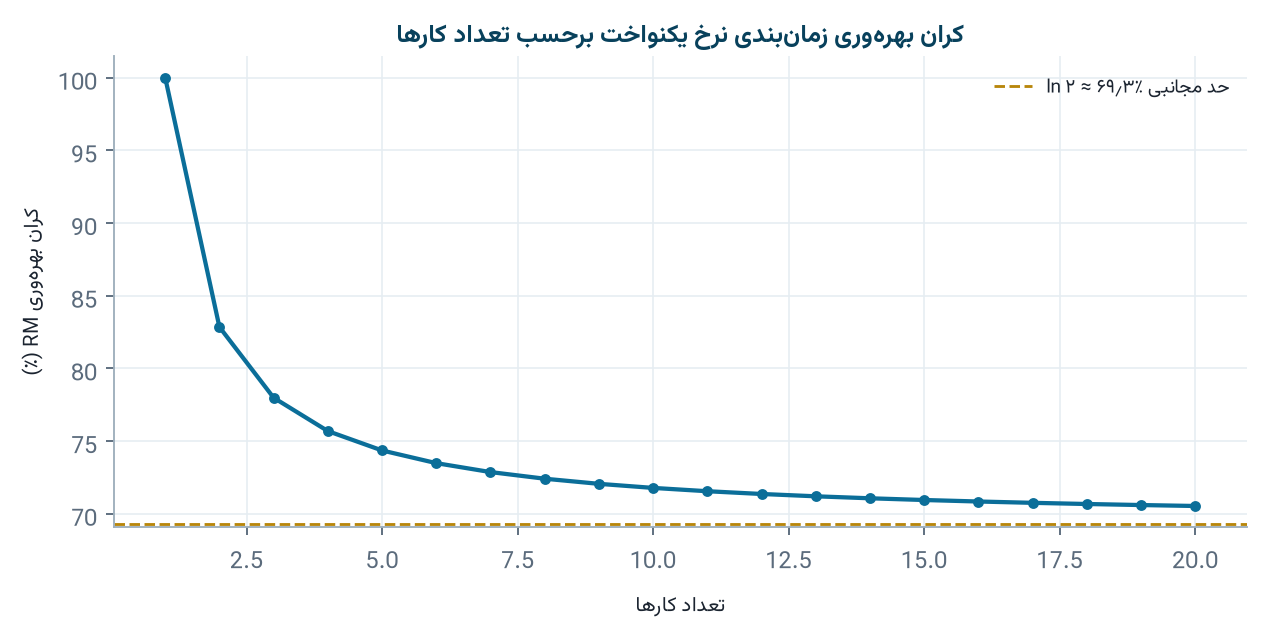 کران بهره‌وری زمان‌بندی نرخ یکنواخت برحسب تعداد کارها
حد مجانبی ln ۲ ≈ ۶۹٫۳٪
کران بهره‌وری RM (٪)
100
95
90
85
80
75
70
2.5 5.0 7.5 10.0 12.5 15.0 17.5 20.0
تعداد کارها